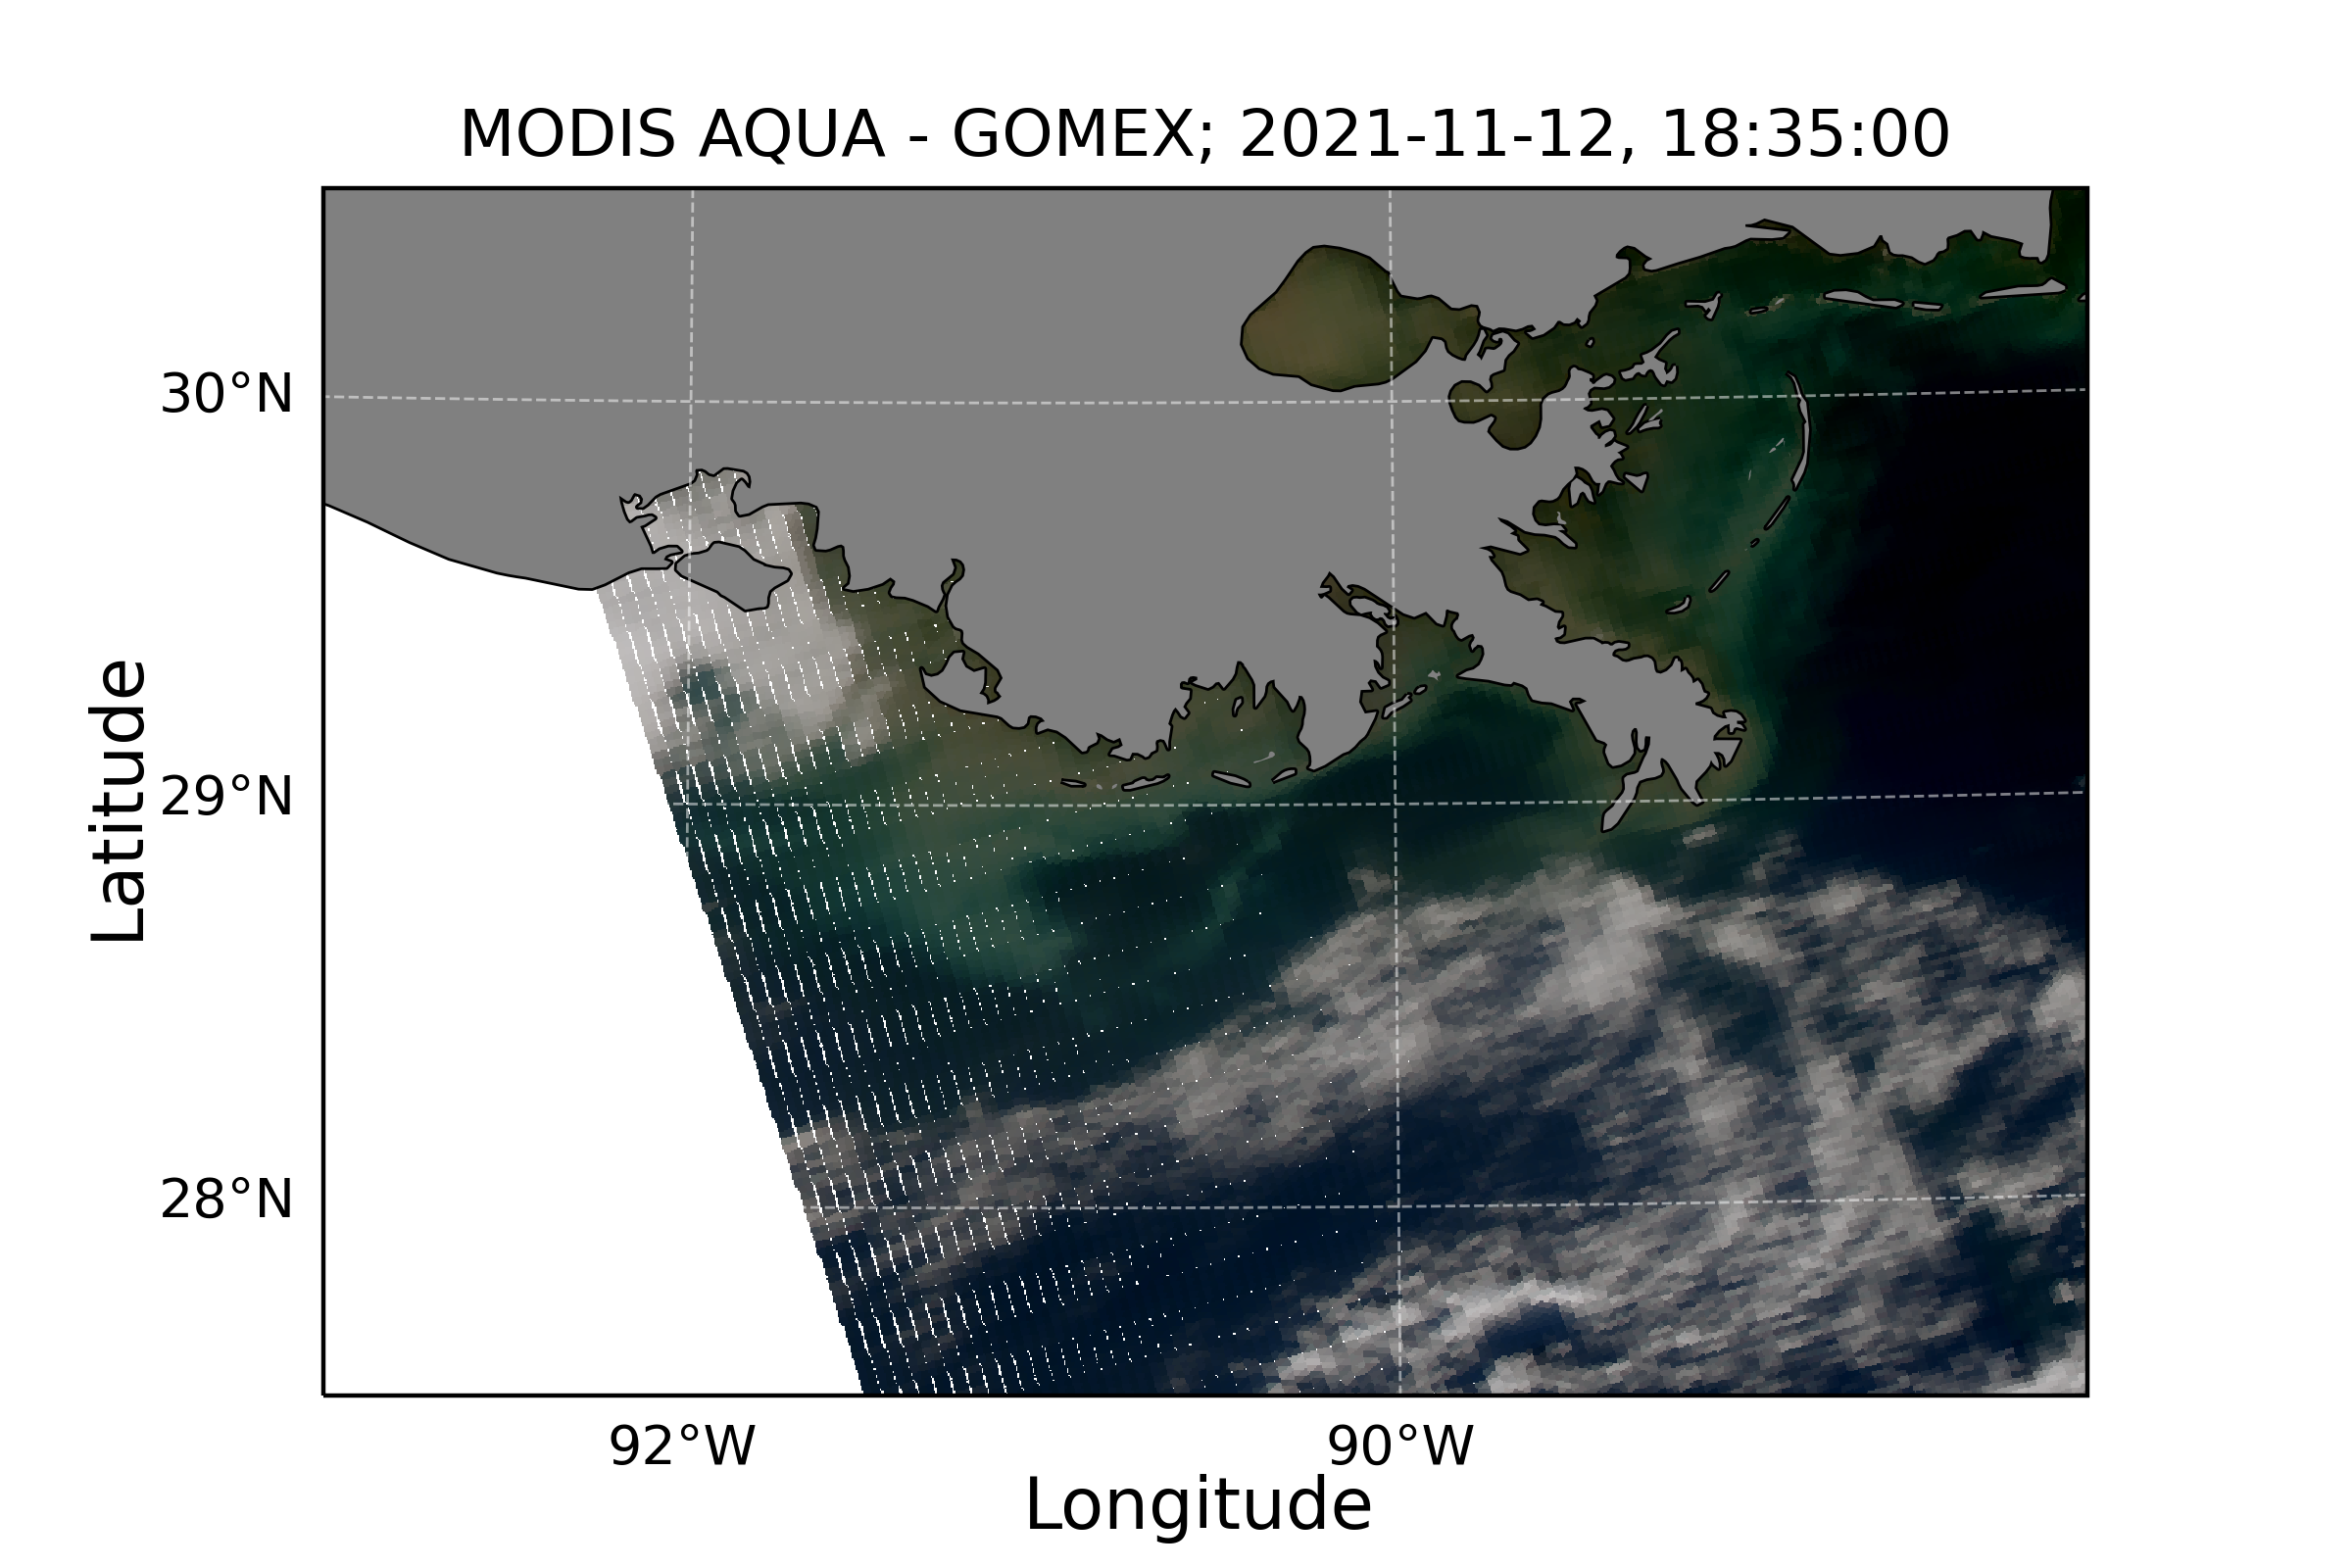 MODIS AQUA - GOMEX; 2021-11-12, 18:35:00
30°N
29°N
28°N
Latitude
92°W
90°W
Longitude